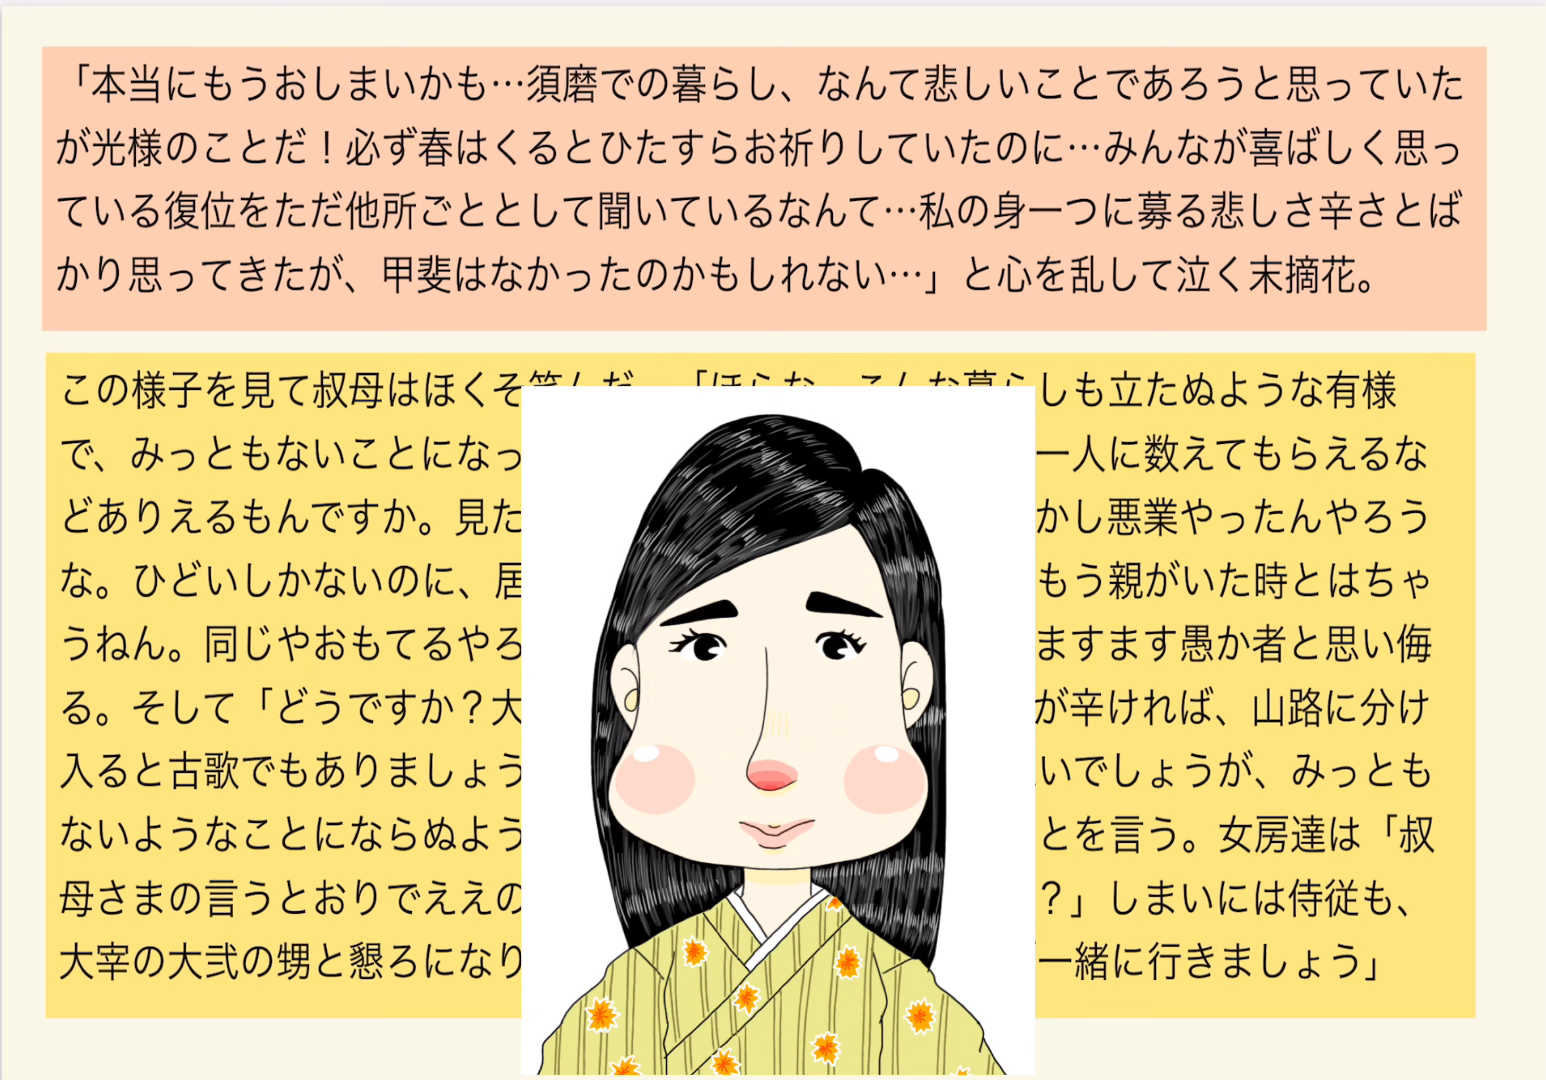 「本当にもうおしまいかも…須磨での暮らし、なんて悲しいことであろうと思っていた
が光様のことだ！必ず春はくるとひたすらお祈りしていたのに…みんなが喜ばしく思っ
ている復位をただ他所ごととして聞いているなんて…私の身一つに募る悲しさ辛さとば
かり思ってきたが、甲斐はなかったのかもしれない…」と心を乱して泣く末摘花。
この様子を見て叔母はほくそ笑んだ。「ほらな、こんな暮らしも立たぬような有様
で、みっともないことになっ 一人に数えてもらえるな
どありえるもんですか。見た かし悪業やったんやろう
な。ひどいしかないのに、居 もう親がいた時とはちゃ
うねん。同じやおもてるやろ ますます愚か者と思い侮
る。そして「どうですか？大 が辛ければ、山路に分け
入ると古歌でもありましょう いでしょうが、みっとも
ないようなことにならぬよう とを言う。女房達は「叔
母さまの言うとおりでええの ？」しまいには侍従も、
大宰の大弐の甥と懇ろになり 一緒に行きましょう」